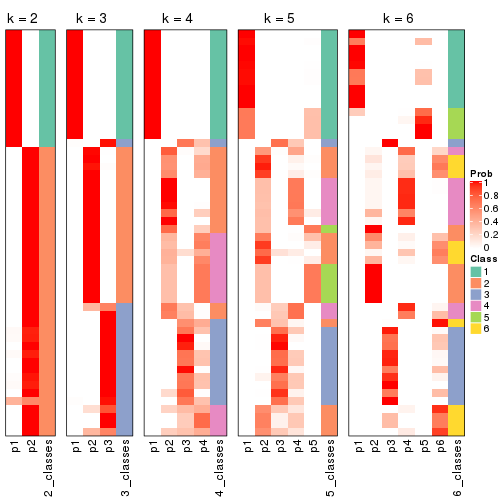 k = 2
k = 3
k = 4
k = 5
k = 6
p1
p2
2_classes
p1
p2
p3
3_classes
p1
p2
p3
p4
4_classes
p1
p2
p3
p4
p5
5_classes
p1
p2
p3
p4
p5
p6
6_classes
Prob
1
0.8
0.6
0.4
0.2
0
Class
1
2
3
4
5
6